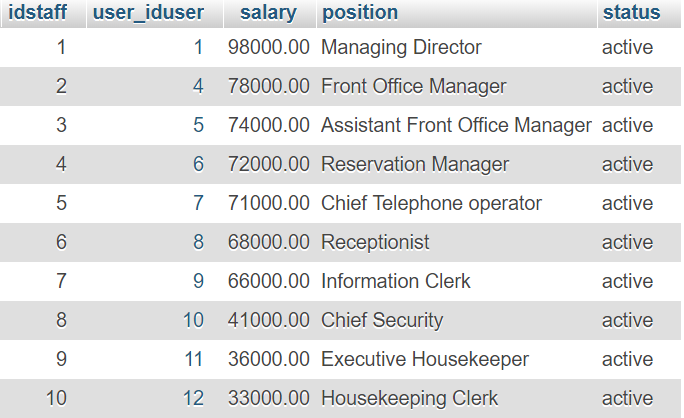 idstaff user_iduser salary position status
1 1 98000.00 Managing Director active
2 4 78000.00 Front Office Manager active
3 5 74000.00 Assistant Front Office Manager active
4 6 72000.00 Reservation Manager active
5 7 71000.00 Chief Telephone operator active
6 8 68000.00 Receptionist active
7 9 66000.00 Information Clerk active
8 10 41000.00 Chief Security active
9 11 36000.00 Executive Housekeeper active
10 12 33000.00 Housekeeping Clerk active